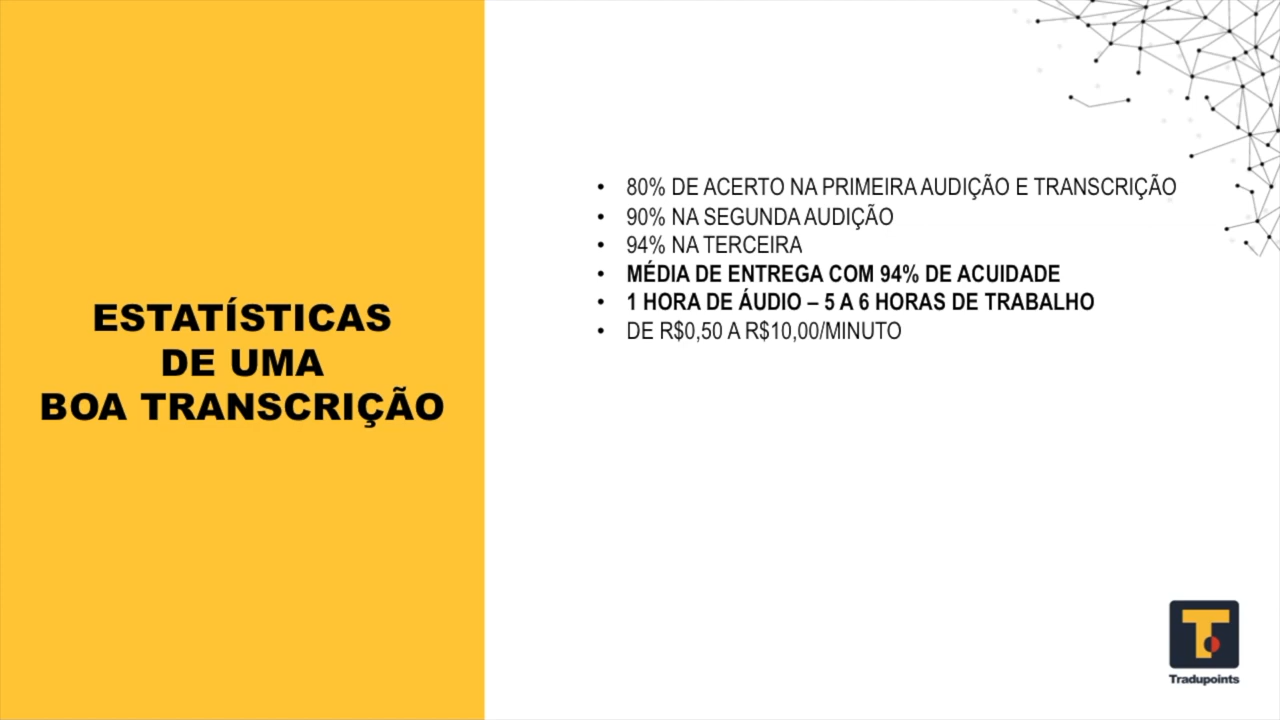 ESTATÍSTICAS
DE UMA
BOA TRANSCRIÇÃO
• 80% DE ACERTO NA PRIMEIRA AUDIÇÃO E TRANSCRIÇÃO
• 90% NA SEGUNDA AUDIÇÃO
• 94% NA TERCEIRA
• MÉDIA DE ENTREGA COM 94% DE ACUIDADE
• 1 HORA DE ÁUDIO – 5 A 6 HORAS DE TRABALHO
• DE R$0,50 A R$10,00/MINUTO
T
Tradupoints